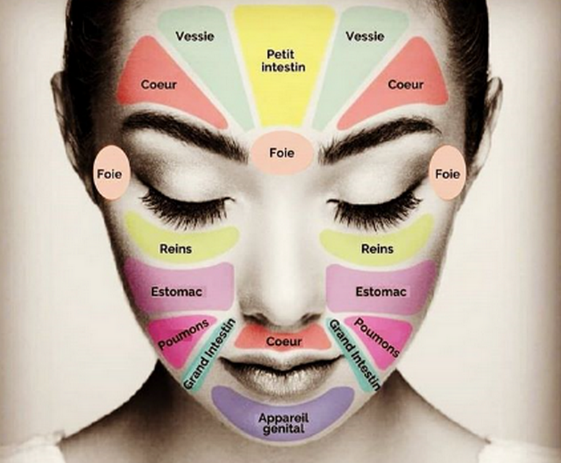 Vessie
Petit
intestin
Vessie
Coeur
Coeur
Foie
Foie
Foie
Reins
Reins
Estomac
Estomac
Poumons
Grand Intestin
Coeur
Grand Intestin
Poumons
Appareil
genital